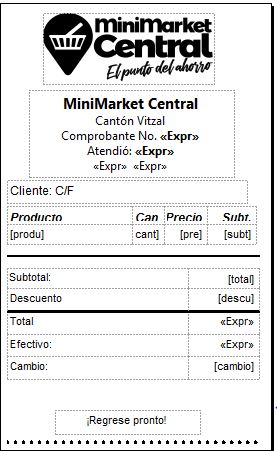 MiniMarket
Central
El punto del ahorro
MiniMarket Central
Cantón Vitzal
Comprobante No. «Expr»
Atendió: «Expr»
«Expr» «Expr»
Cliente: C/F
Producto Can Precio Subt.
[produ] cant] [pre] [subt]
Subtotal: [total]
Descuento [descu]
Total «Expr»
Efectivo: «Expr»
Cambio: [cambio]
¡Regrese pronto!